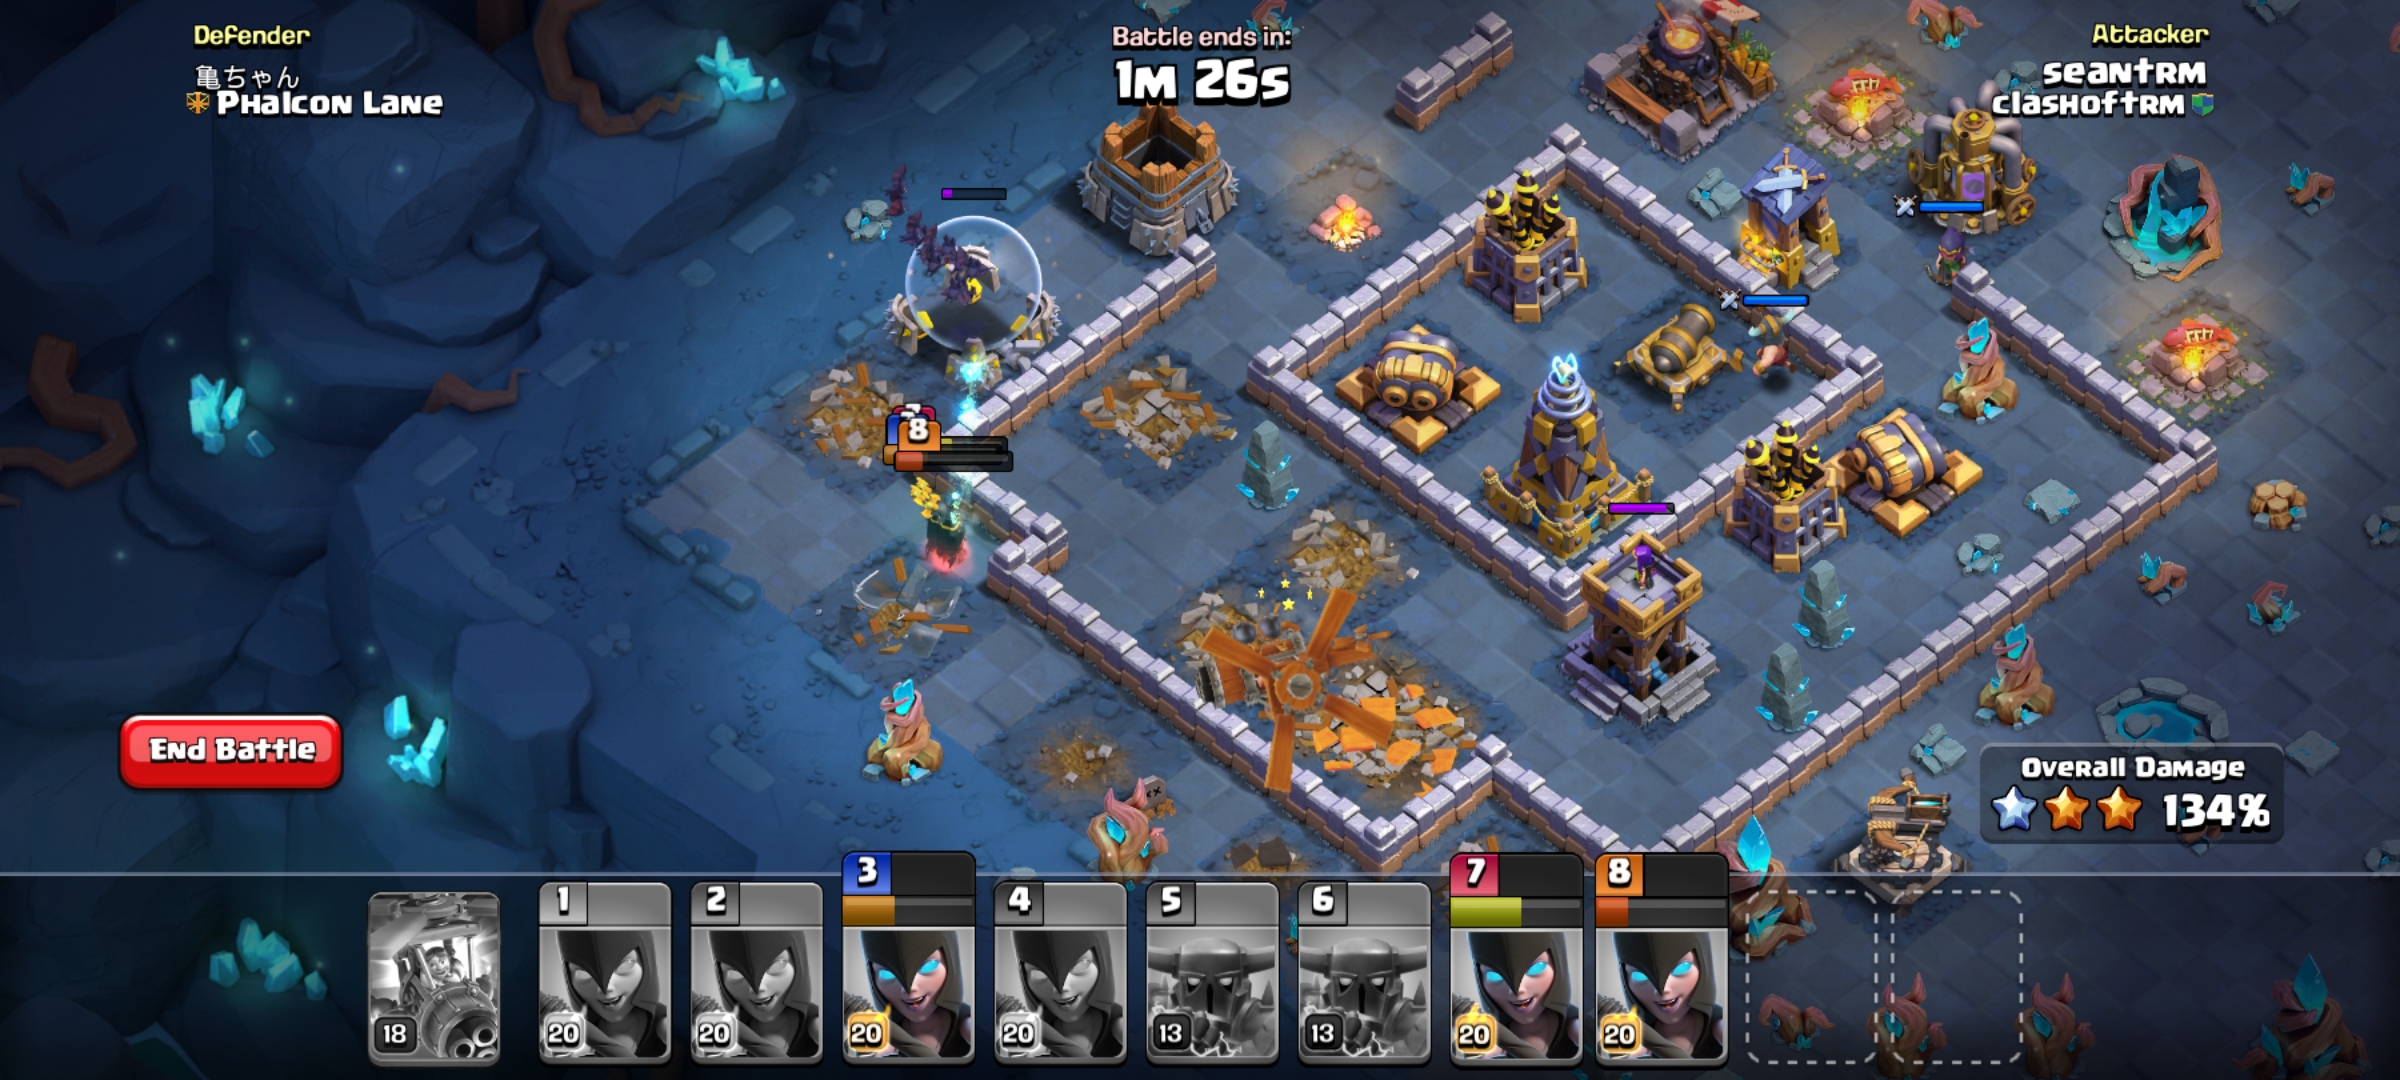 Defender
亀ちゃん
Phalcon Lane
Battle ends in:
1M 26s
Attacker
seantrm
clashoftrm
8
End Battle
Overall Damage
134%
18
1
20
2
20
3
20
4
20
5
13
6
13
7
20
8
20